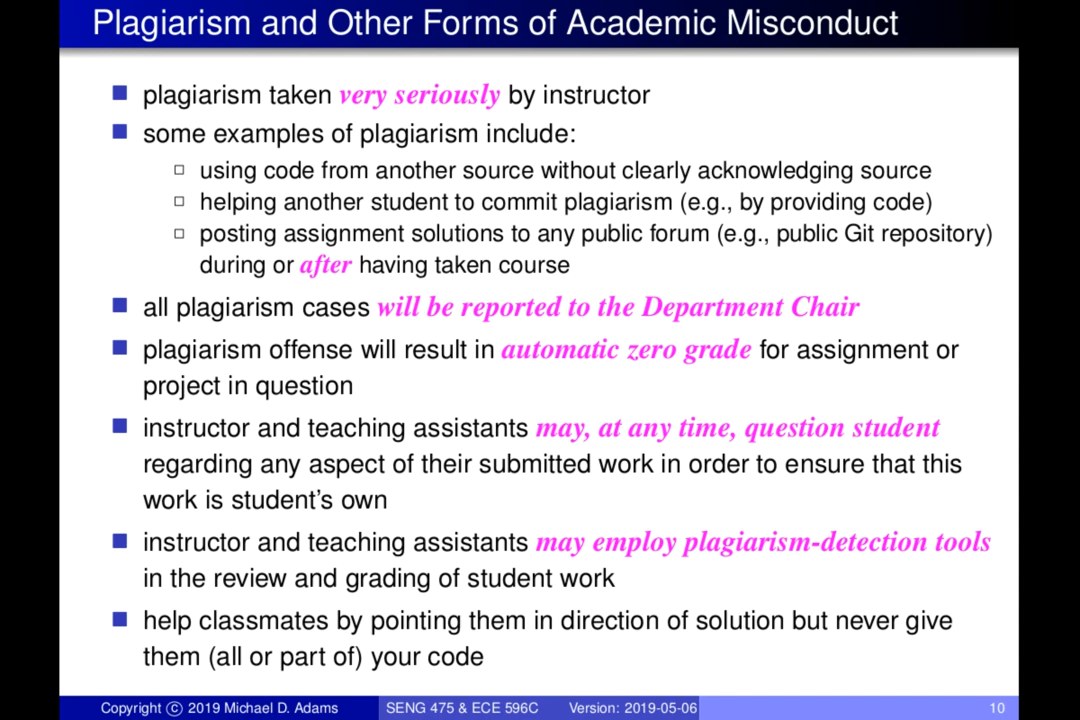 Plagiarism and Other Forms of Academic Misconduct
plagiarism taken very seriously by instructor
some examples of plagiarism include:
using code from another source without clearly acknowledging source
helping another student to commit plagiarism (e.g., by providing code)
posting assignment solutions to any public forum (e.g., public Git repository)
during or after having taken course
all plagiarism cases will be reported to the Department Chair
plagiarism offense will result in automatic zero grade for assignment or
project in question
instructor and teaching assistants may, at any time, question student
regarding any aspect of their submitted work in order to ensure that this
work is student's own
instructor and teaching assistants may employ plagiarism-detection tools
in the review and grading of student work
help classmates by pointing them in direction of solution but never give
them (all or part of) your code
Copyright © 2019 Michael D. Adams SENG 475 & ECE 596C Version: 2019-05-06 10